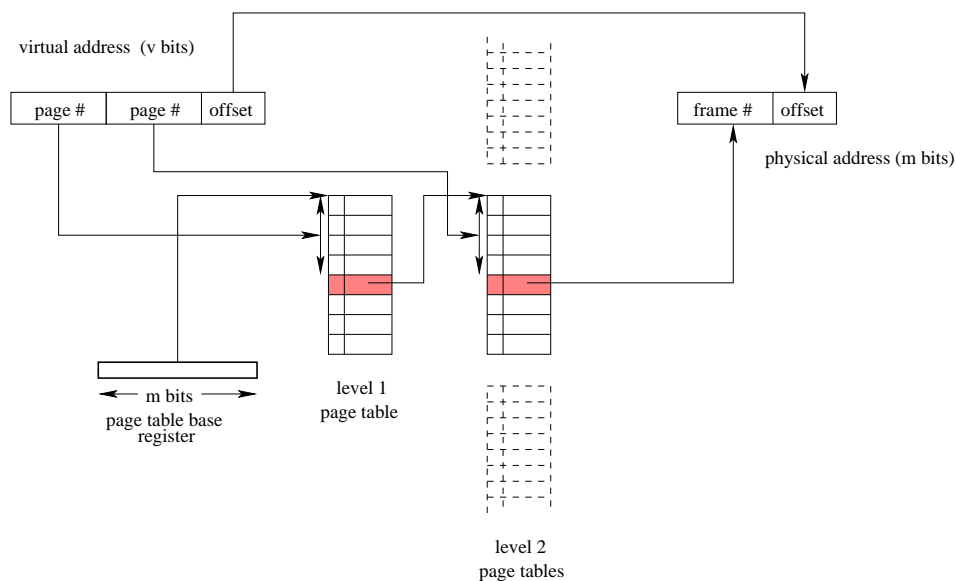 virtual address (v bits)
page # page # offset
frame # offset
physical address (m bits)
m bits
page table base
register
level 1
page table
level 2
page tables